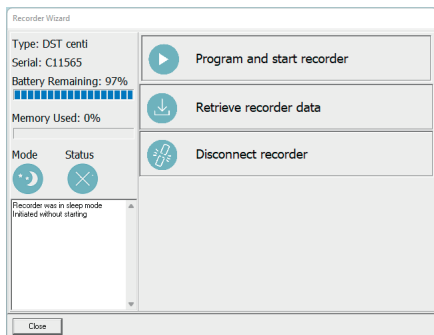 Recorder Wizard
Type: DST centi
Serial: C11565
Battery Remaining: 97%
Memory Used: 0%
Mode Status
Recorder was in sleep mode
Initiated without starting
Program and start recorder
Retrieve recorder data
Disconnect recorder
Close